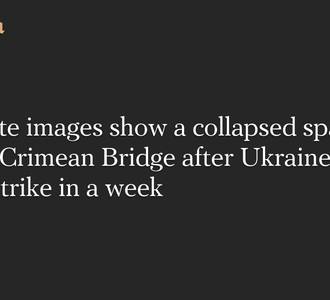 te images show a collapsed spa
Crimean Bridge after Ukraine
trike in a week